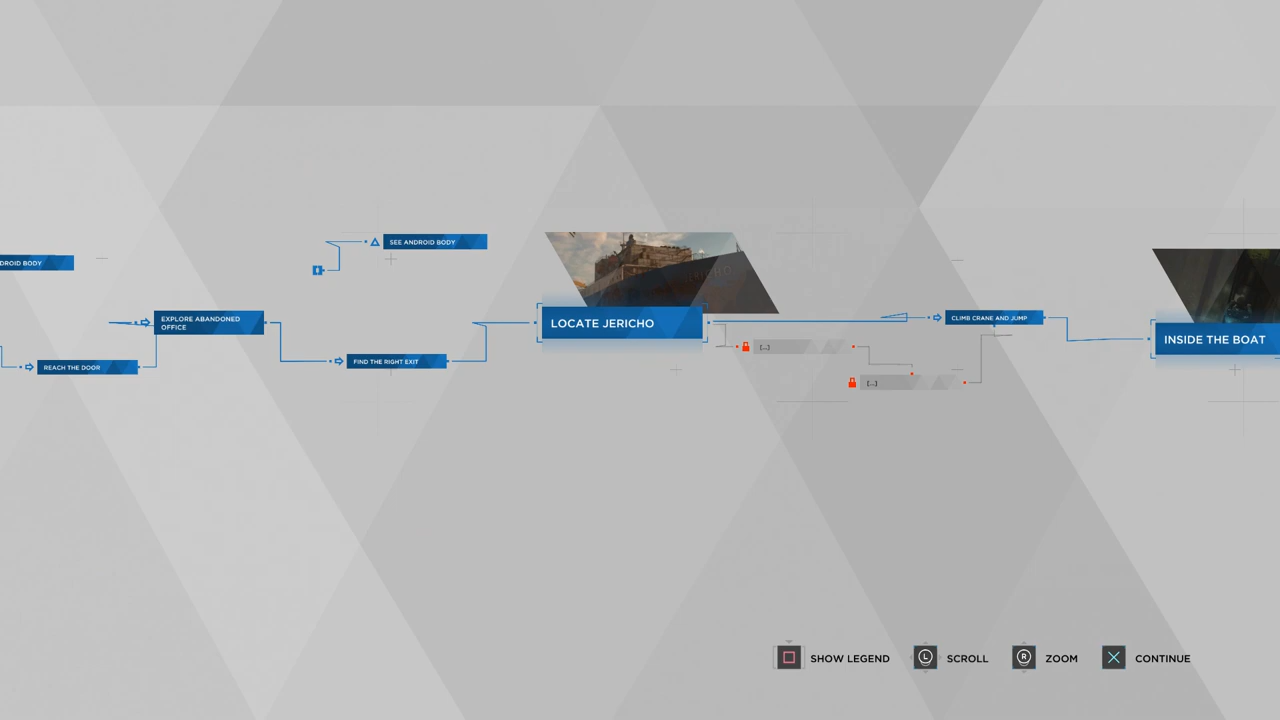 SEE ANDROID BODY
DROID BODY
EXPLORE ABANDONED
OFFICE
REACH THE DOOR
FIND THE RIGHT EXIT
JERICHO
LOCATE JERICHO
[...]
[...]
CLIMB CRANE AND JUMP
INSIDE THE BOAT
SHOW LEGEND
L
SCROLL
R
ZOOM
CONTINUE